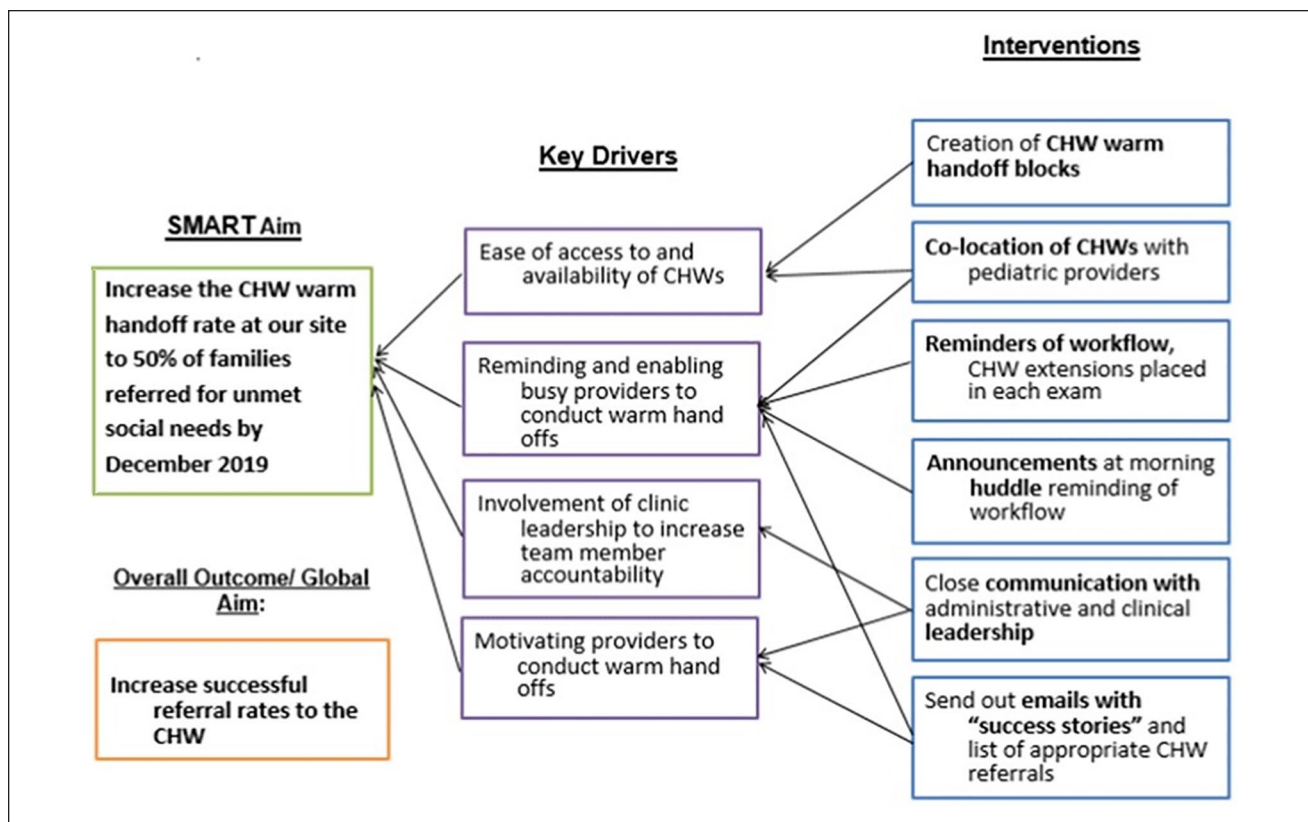 SMART Aim
Increase the CHW warm
handoff rate at our site
to 50% of families
referred for unmet
social needs by
December 2019
Overall Outcome/ Global
Aim:
Increase successful
referral rates to the
CHW
Key Drivers
Ease of access to and
availability of CHWs
Reminding and enabling
busy providers to
conduct warm hand
offs
Involvement of clinic
leadership to increase
team member
accountability
Motivating providers to
conduct warm hand
offs
Interventions
Creation of CHW warm
handoff blocks
Co-location of CHWs with
pediatric providers
Reminders of workflow,
CHW extensions placed
in each exam
Announcements at morning
huddle reminding of
workflow
Close communication with
administrative and clinical
leadership
Send out emails with
“success stories” and
list of appropriate CHW
referrals